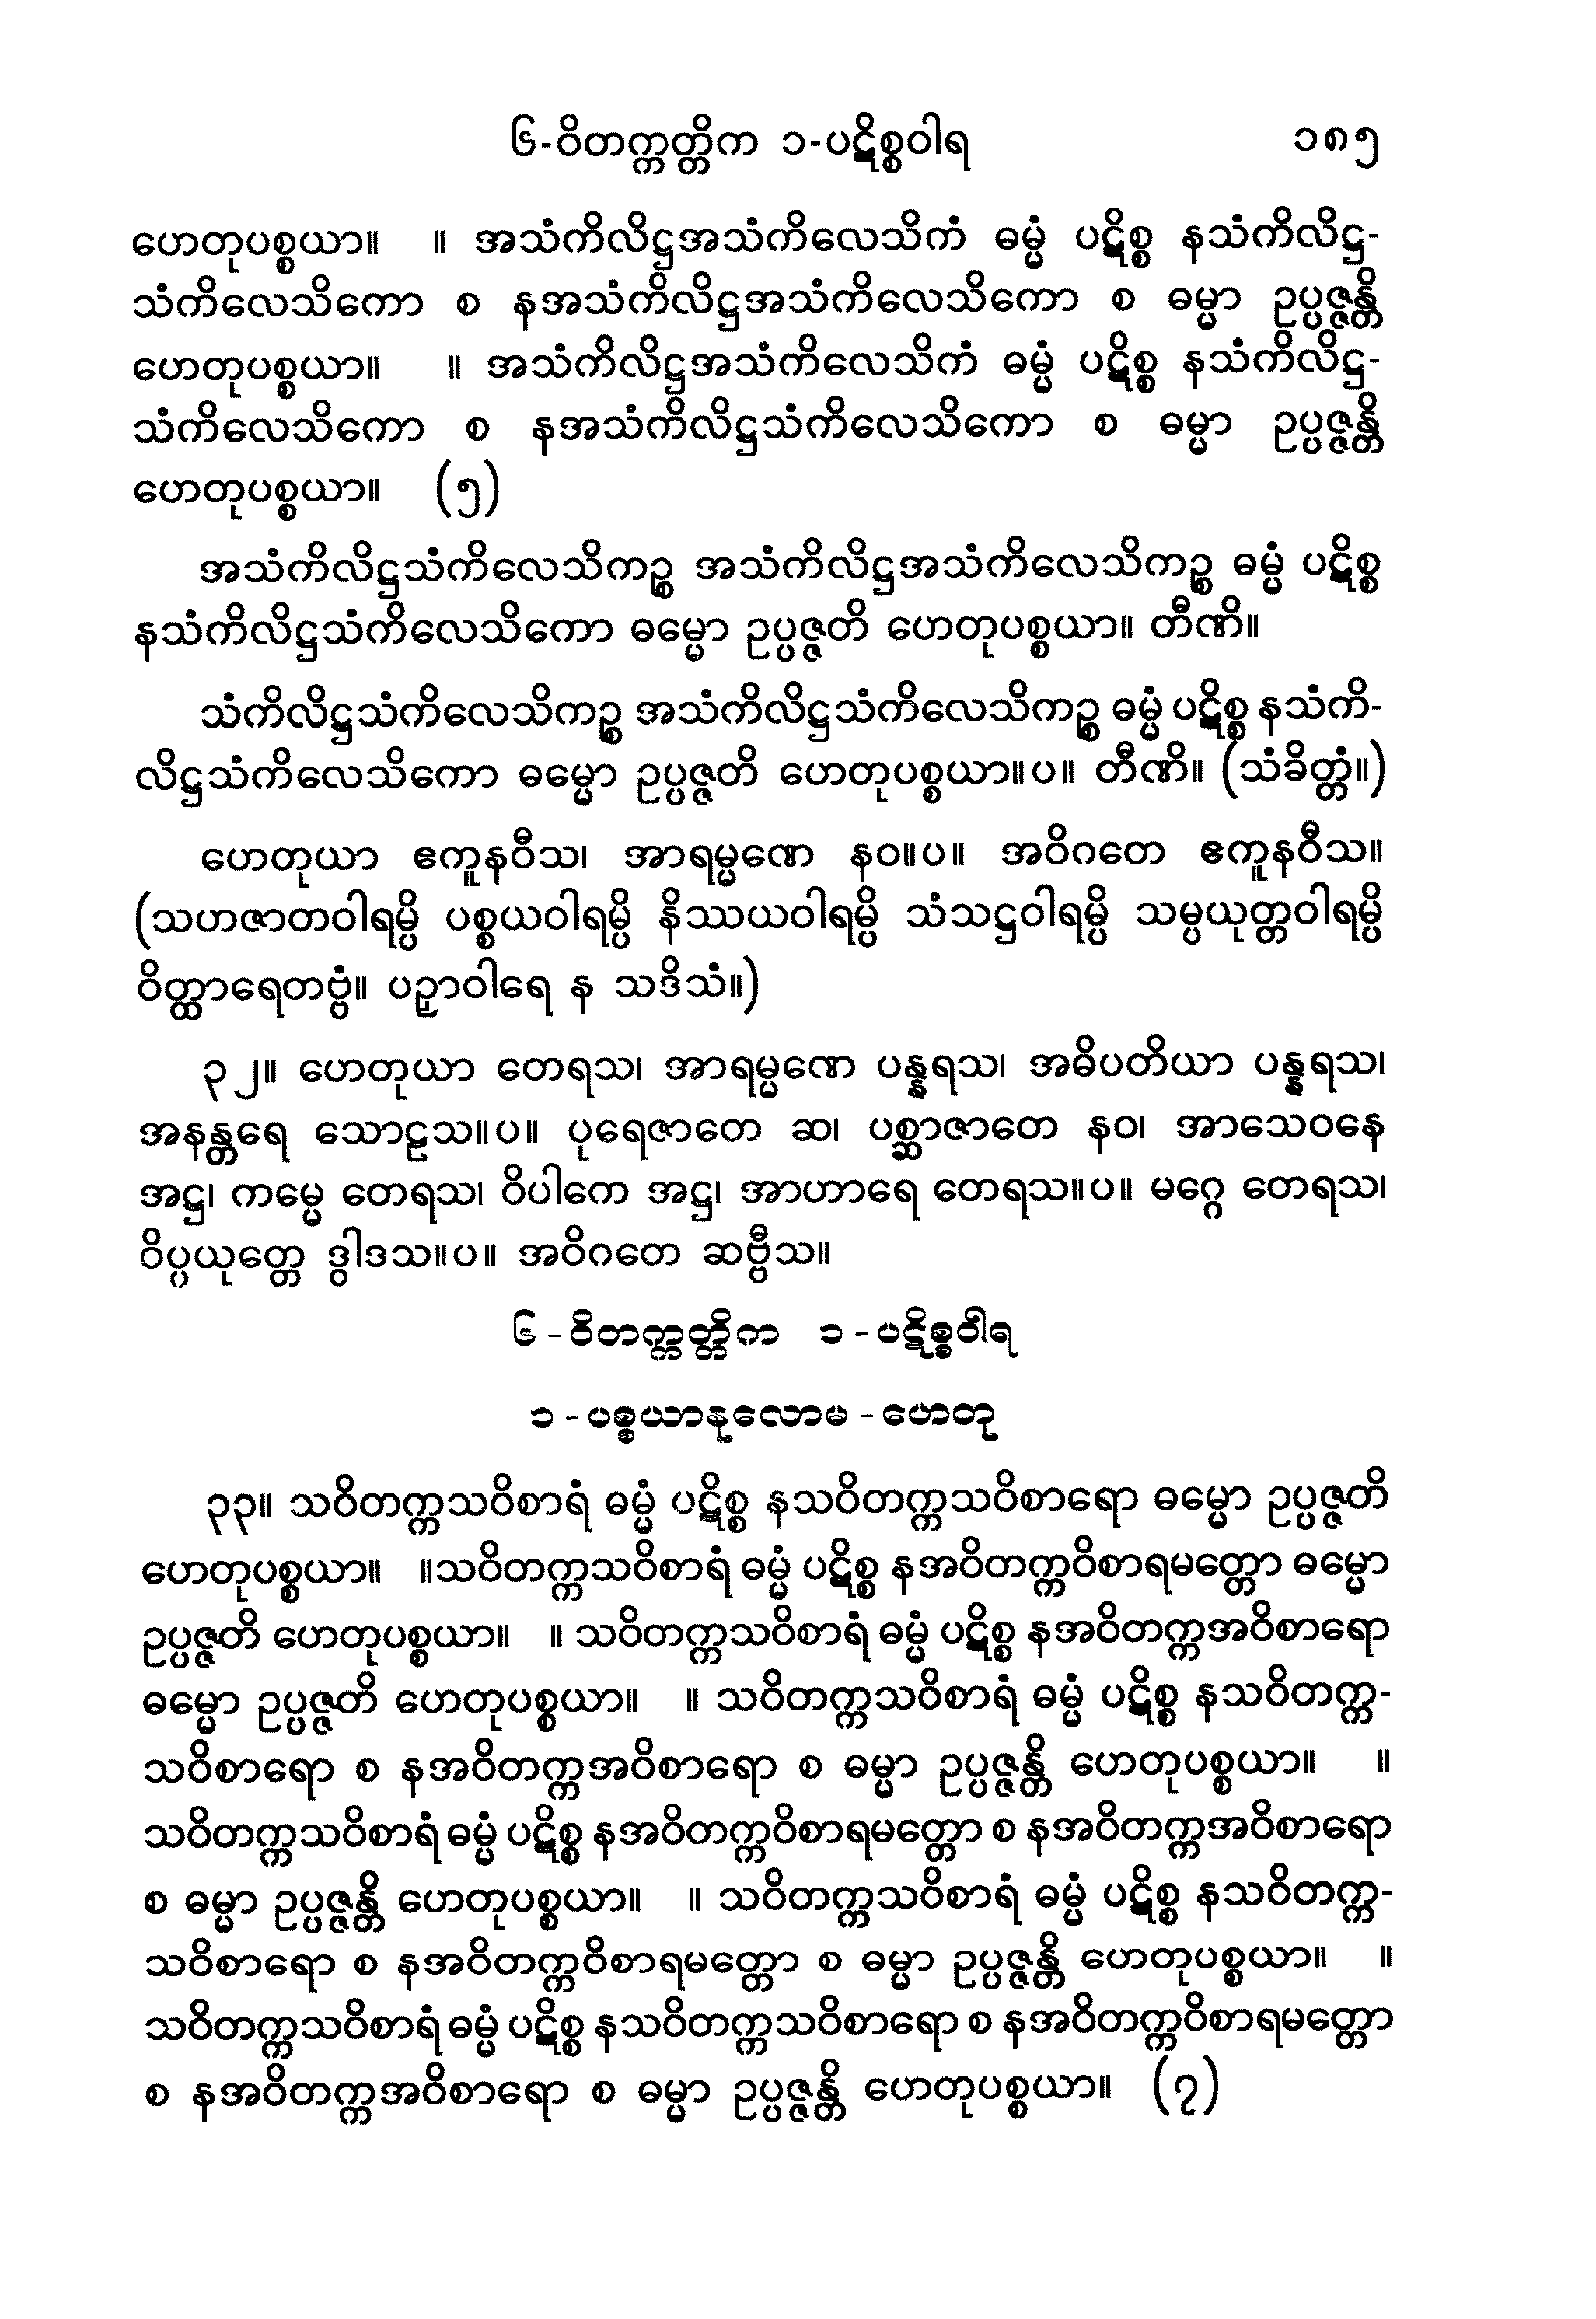 ၆-ဝိတက္ကတ္တိက ၁-ပဋိစ္စဝါရ ၁၈၅
ဟေတုပစ္စယာ။ ။ အသံကိလိဋ္ဌအသံကိလေသိကံ ဓမ္မံ ပဋိစ္စ နသံကိလိဋ္ဌ-
သံကိလေသိကော စ နအသံကိလိဋ္ဌအသံကိလေသိကော စ ဓမ္မာ ဥပ္ပဇ္ဇန္တိ
ဟေတုပစ္စယာ။ ။ အသံကိလိဋ္ဌအသံကိလေသိကံ ဓမ္မံ ပဋိစ္စ နသံကိလိဋ္ဌ-
သံကိလေသိကော စ နအသံကိလိဋ္ဌသံကိလေသိကော စ ဓမ္မာ ဥပ္ပဇ္ဇန္တိ
ဟေတုပစ္စယာ။ (၅)
အသံကိလိဋ္ဌသံကိလေသိကဉ္စ အသံကိလိဋ္ဌအသံကိလေသိကဉ္စ ဓမ္မံ ပဋိစ္စ
နသံကိလိဋ္ဌသံကိလေသိကော ဓမ္မော ဥပ္ပဇ္ဇတိ ဟေတုပစ္စယာ။ တီဏိ။
သံကိလိဋ္ဌသံကိလေသိကဉ္စ အသံကိလိဋ္ဌသံကိလေသိကဉ္စ ဓမ္မံ ပဋိစ္စ နသံကိ-
လိဋ္ဌသံကိလေသိကော ဓမ္မော ဥပ္ပဇ္ဇတိ ဟေတုပစ္စယာ။ပ။ တီဏိ။ (သံခိတ္တံ။)
ဟေတုယာ ဧကူနဝီသ၊ အာရမ္မဏေ နဝ။ပ။ အဝိဂတေ ဧကူနဝီသ။
(သဟဇာတဝါရမ္ပိ ပစ္စယဝါရမ္ပိ နိဿယဝါရမ္ပိ သံသဋ္ဌဝါရမ္ပိ သမ္ပယုတ္တဝါရမ္ပိ
ဝိတ္ထာရေတဗ္ဗံ။ ပဉှာဝါရေ န သဒိသံ။)
၃၂။ ဟေတုယာ တေရသ၊ အာရမ္မဏေ ပန္နရသ၊ အဓိပတိယာ ပန္နရသ၊
အနန္တရေ သောဠသ။ပ။ ပုရေဇာတေ ဆ၊ ပစ္ဆာဇာတေ နဝ၊ အာသေဝနေ
အဋ္ဌ၊ ကမ္မေ တေရသ၊ ဝိပါကေ အဋ္ဌ၊ အာဟာရေ တေရသ။ပ။ မဂ္ဂေ တေရသ၊
ဝိပ္ပယုတ္တေ ဒွါဒသ။ပ။ အဝိဂတေ ဆဗ္ဗီသ။
၆-ဝိတက္ကတ္တိက ၁-ပဋိစ္စဝါရ
၁-ပစ္စယာနုလောမ-ဟေတု
၃၃။ သဝိတက္ကသဝိစာရံ ဓမ္မံ ပဋိစ္စ နသဝိတက္ကသဝိစာရော ဓမ္မော ဥပ္ပဇ္ဇတိ
ဟေတုပစ္စယာ။ ။သဝိတက္ကသဝိစာရံ ဓမ္မံ ပဋိစ္စ နအဝိတက္ကဝိစာရမတ္တော ဓမ္မော
ဥပ္ပဇ္ဇတိ ဟေတုပစ္စယာ။ ။ သဝိတက္ကသဝိစာရံ ဓမ္မံ ပဋိစ္စ နအဝိတက္ကအဝိစာရော
ဓမ္မော ဥပ္ပဇ္ဇတိ ဟေတုပစ္စယာ။ ။ သဝိတက္ကသဝိစာရံ ဓမ္မံ ပဋိစ္စ နသဝိတက္က-
သဝိစာရော စ နအဝိတက္ကအဝိစာရော စ ဓမ္မာ ဥပ္ပဇ္ဇန္တိ ဟေတုပစ္စယာ။ ။
သဝိတက္ကသဝိစာရံ ဓမ္မံ ပဋိစ္စ နအဝိတက္ကဝိစာရမတ္တော စ နအဝိတက္ကအဝိစာရော
စ ဓမ္မာ ဥပ္ပဇ္ဇန္တိ ဟေတုပစ္စယာ။ ။ သဝိတက္ကသဝိစာရံ ဓမ္မံ ပဋိစ္စ နသဝိတက္က-
သဝိစာရော စ နအဝိတက္ကဝိစာရမတ္တော စ ဓမ္မာ ဥပ္ပဇ္ဇန္တိ ဟေတုပစ္စယာ။ ။
သဝိတက္ကသဝိစာရံ ဓမ္မံ ပဋိစ္စ နသဝိတက္ကသဝိစာရော စ နအဝိတက္ကဝိစာရမတ္တော
စ နအဝိတက္ကအဝိစာရော စ ဓမ္မာ ဥပ္ပဇ္ဇန္တိ ဟေတုပစ္စယာ။ (၇)